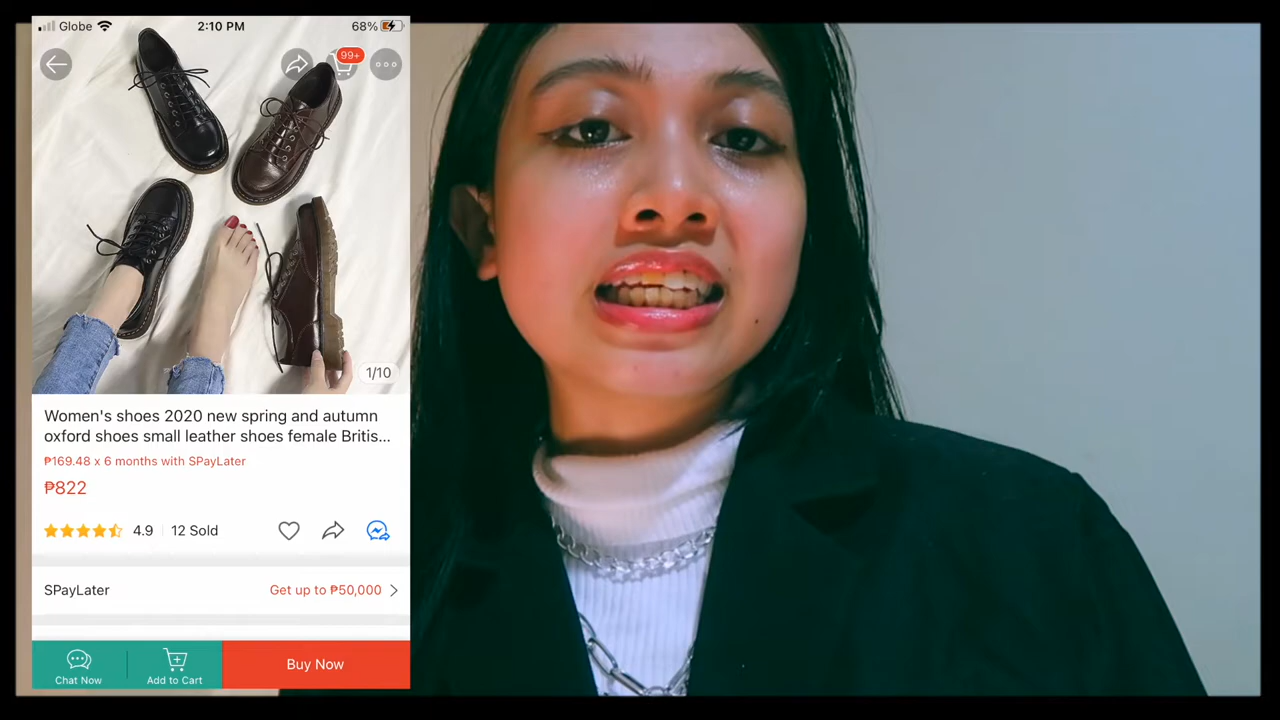 Globe
2:10 PM
68%
99+
1/10
Women's shoes 2020 new spring and autumn
oxford shoes small leather shoes female Britis...
₱169.48 x 6 months with SPayLater
₱822
4.9
12 Sold
SPayLater
Get up to ₱50,000
Chat Now
Add to Cart
Buy Now